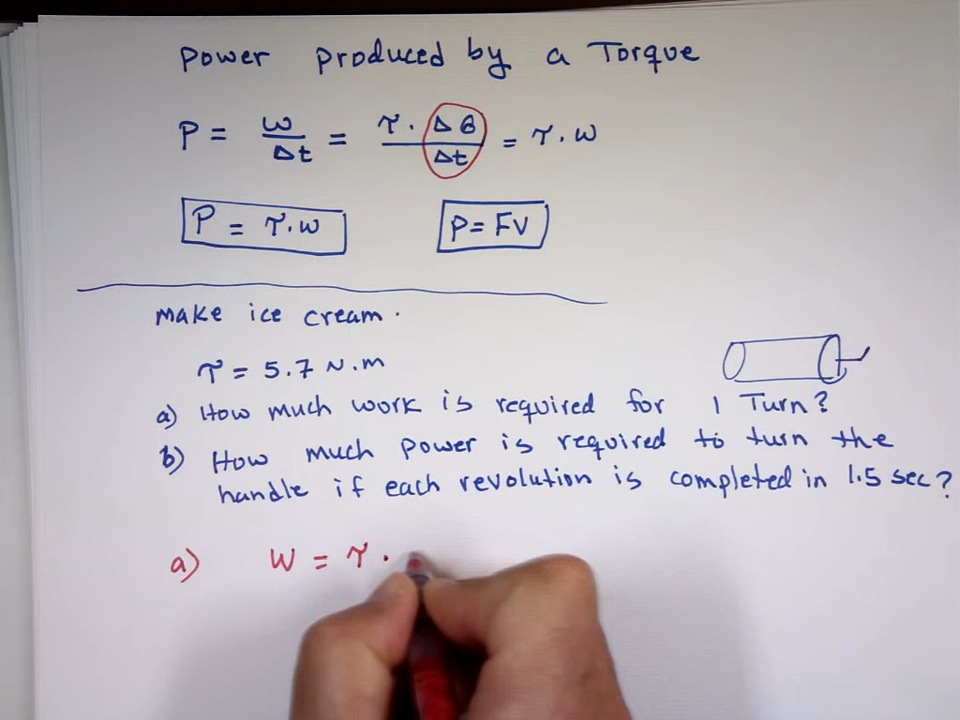 Power produced by a Torque
P = w/Δt = τ · Δθ/Δt = τ · w
P = τ · w P = FV
make ice cream.
τ = 5.7 N.m
a) How much work is required for 1 Turn?
b) How much power is required to turn the
handle if each revolution is completed in 1.5 sec?
a) W = τ ·